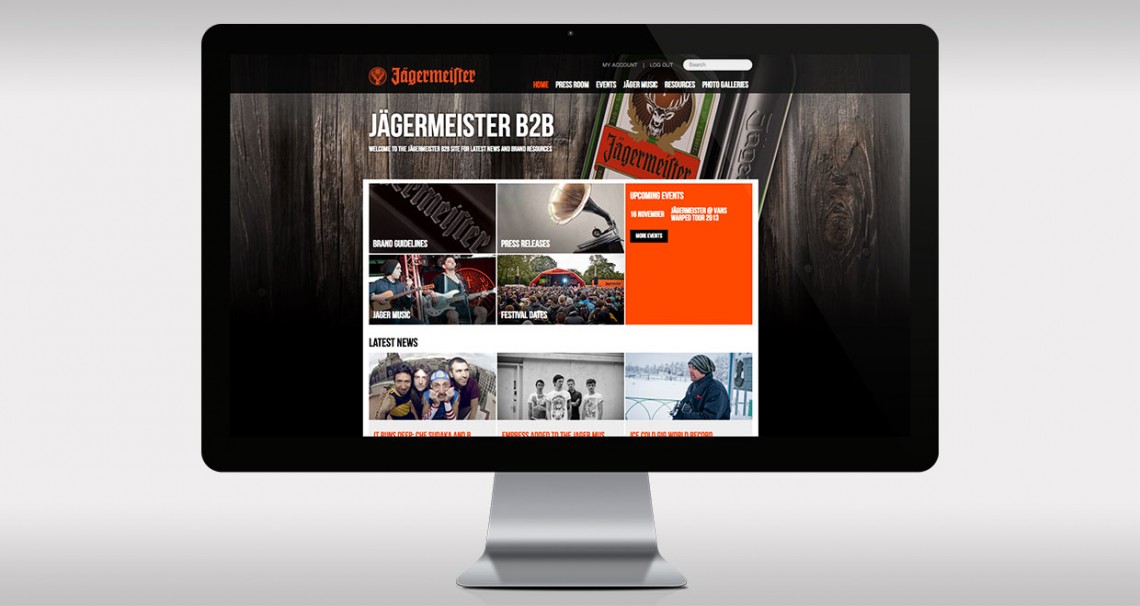 MY ACCOUNT | LOG OUT
Search
Jägermeister
HOME PRESS ROOM EVENTS JÄGER MUSIC RESOURCES PHOTO GALLERIES
JÄGERMEISTER B2B
WELCOME TO THE JÄGERMEISTER B2B SITE FOR LATEST NEWS AND BRAND RESOURCES
Jägermeister
BRAND GUIDELINES
PRESS RELEASES
UPCOMING EVENTS
16 NOVEMBER
JÄGERMEISTER @ VANS
WARPED TOUR 2013
MORE EVENTS
JAGER MUSIC
FESTIVAL DATES
LATEST NEWS
IT RUNS DEEP: CHE SUDAKA AND B
EMPRESS ADDED TO THE JAGER MUS
ICE COLD GIG WORLD RECORD